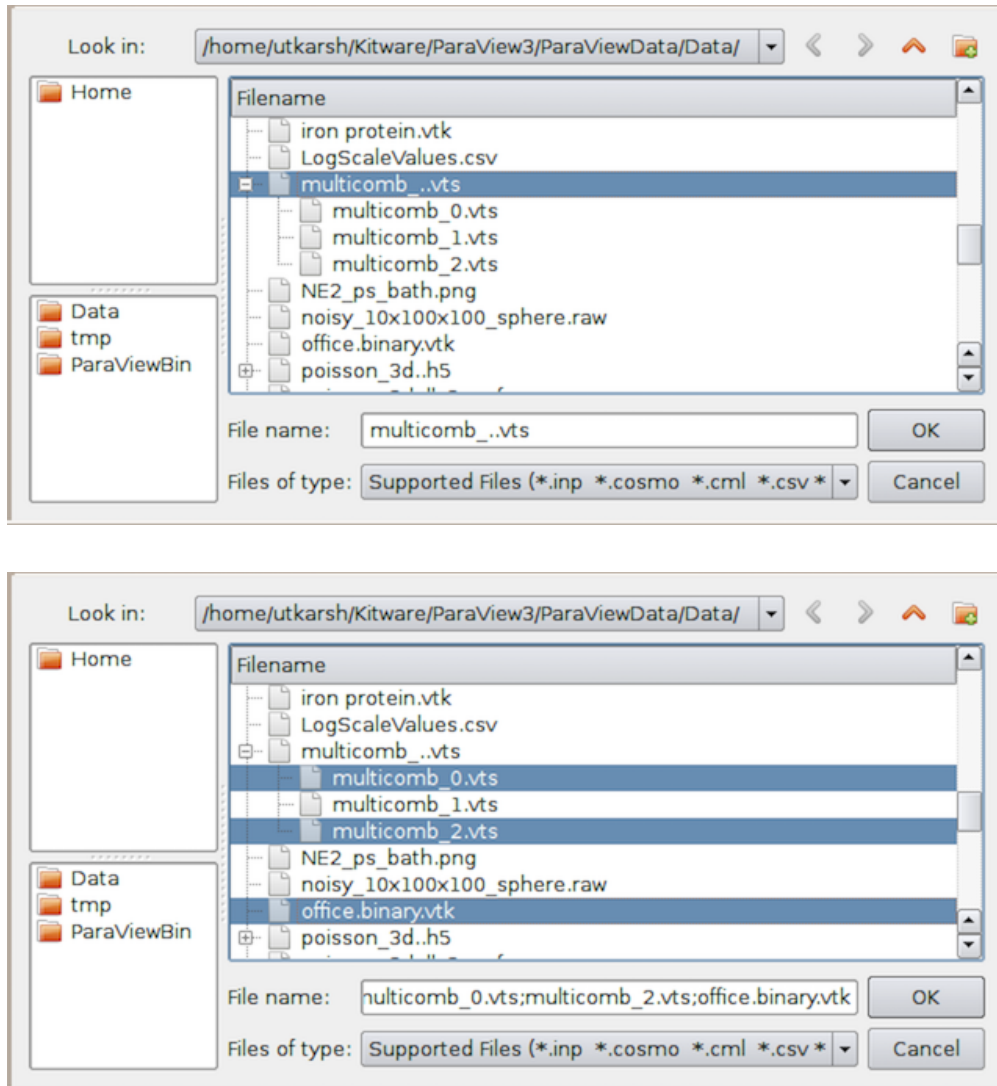 Look in: /home/utkarsh/Kitware/ParaView3/ParaViewData/Data/
Home
Filename
iron protein.vtk
LogScaleValues.csv
multicomb_..vts
multicomb_0.vts
multicomb_1.vts
multicomb_2.vts
NE2_ps_bath.png
noisy_10x100x100_sphere.raw
office.binary.vtk
poisson_3d..h5
Data
tmp
ParaViewBin
File name: multicomb_..vts OK
Files of type: Supported Files (*.inp *.cosmo *.cml *.csv * Cancel
Look in: /home/utkarsh/Kitware/ParaView3/ParaViewData/Data/
Home
Filename
iron protein.vtk
LogScaleValues.csv
multicomb_..vts
multicomb_0.vts
multicomb_1.vts
multicomb_2.vts
NE2_ps_bath.png
noisy_10x100x100_sphere.raw
office.binary.vtk
poisson_3d..h5
Data
tmp
ParaViewBin
File name: multicomb_0.vts;multicomb_2.vts;office.binary.vtk OK
Files of type: Supported Files (*.inp *.cosmo *.cml *.csv * Cancel